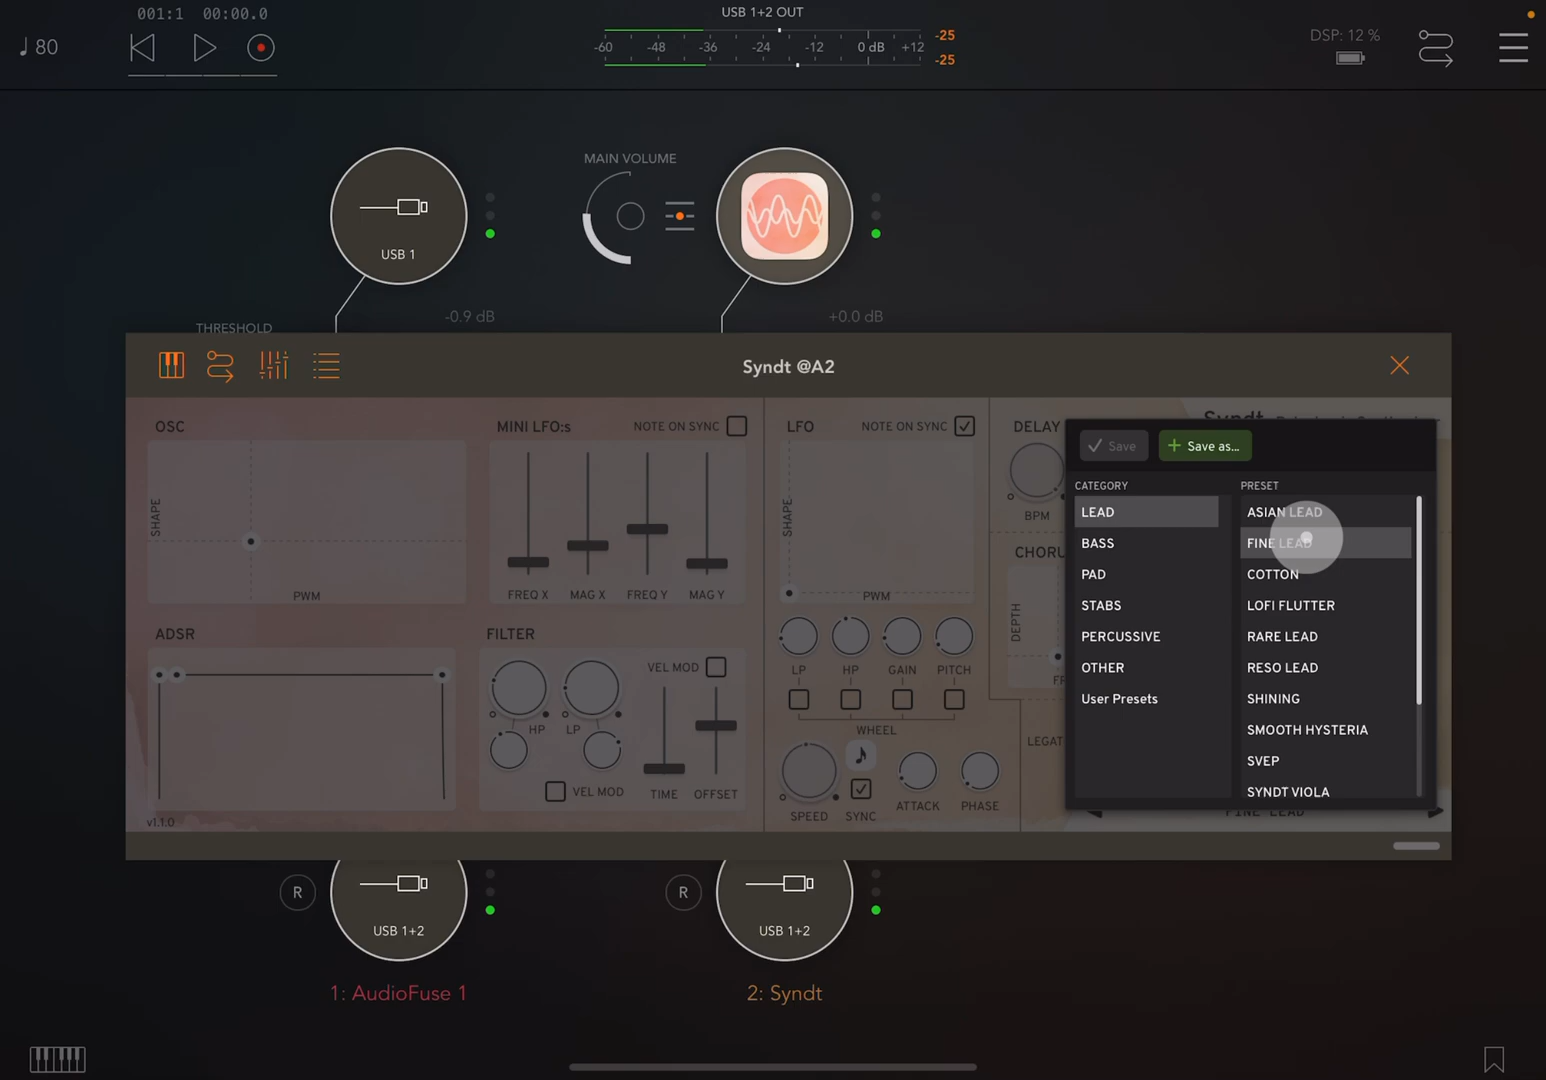 001:1 00:00.0
USB 1+2 OUT
80
-60 -48 -36 -24 -12 0 dB +12
-25
-25
DSP: 12 %
MAIN VOLUME
USB 1
-0.9 dB
+0.0 dB
THRESHOLD
Syndt @A2
OSC
SHAPE
PWM
MINI LFO:s
NOTE ON SYNC
FREQ X MAG X FREQ Y MAG Y
LFO
NOTE ON SYNC
SHAPE
PWM
DELAY
BPM
CHORU
DEPTH
Syndt
Save
Save as...
CATEGORY
LEAD
BASS
PAD
STABS
PERCUSSIVE
OTHER
User Presets
PRESET
ASIAN LEAD
FINE LEAD
COTTON
LOFI FLUTTER
RARE LEAD
RESO LEAD
SHINING
SMOOTH HYSTERIA
SVEP
SYNDT VIOLA
ADSR
FILTER
VEL MOD
HP LP
VEL MOD
TIME OFFSET
LP HP GAIN PITCH
WHEEL
SPEED SYNC ATTACK PHASE
LEGAT
FINE LEAD
v1.1.0
R
USB 1+2
R
USB 1+2
1: AudioFuse 1
2: Syndt